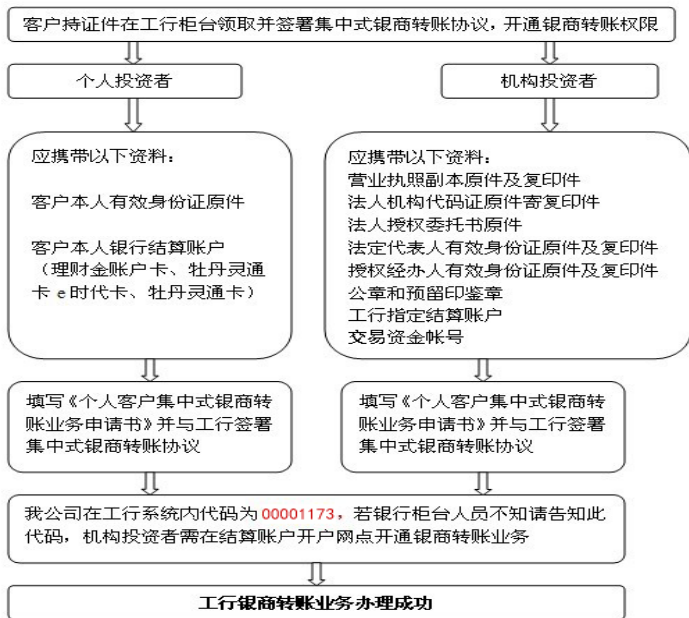 客户持证件在工行柜台领取并签署集中式银商转账协议，开通银商转账权限
个人投资者
机构投资者
应携带以下资料：
客户本人有效身份证原件
客户本人银行结算账户
（理财金账户卡、牡丹灵通
卡 e 时代卡、牡丹灵通卡）
应携带以下资料：
营业执照副本原件及复印件
法人机构代码证原件寄复印件
法人授权委托书原件
法定代表人有效身份证原件及复印件
授权经办人有效身份证原件及复印件
公章和预留印鉴章
工行指定结算账户
交易资金帐号
填写《个人客户集中式银商转
账业务申请书》并与工行签署
集中式银商转账协议
填写《个人客户集中式银商转
账业务申请书》并与工行签署
集中式银商转账协议
我公司在工行系统内代码为 00001173，若银行柜台人员不知请告知此
代码，机构投资者需在结算账户开户网点开通银商转账业务
工行银商转账业务办理成功